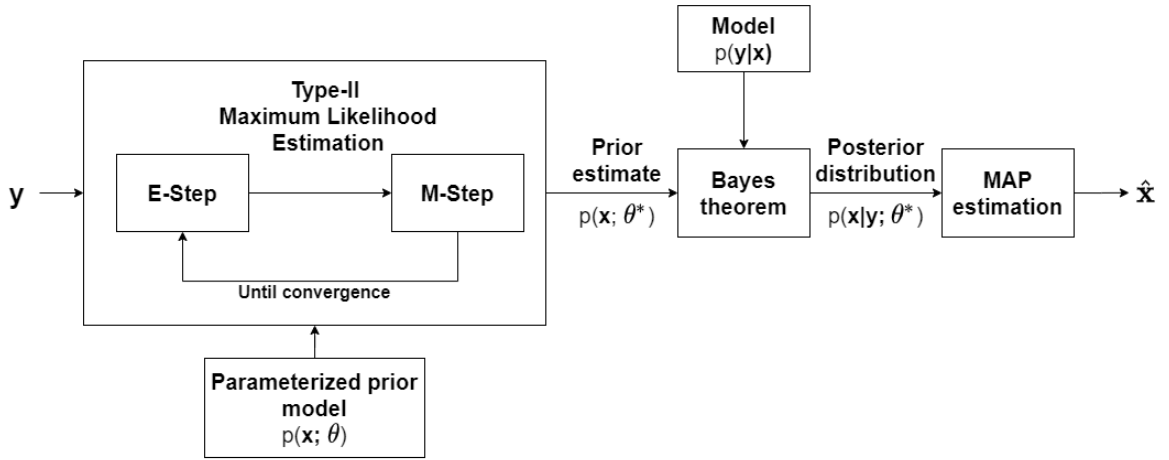 Model
p(y|x)
Type-II
Maximum Likelihood
Estimation
E-Step
M-Step
Until convergence
y
Prior
estimate
p(x; θ*)
Bayes
theorem
Posterior
distribution
p(x|y; θ*)
MAP
estimation
x̂
Parameterized prior
model
p(x; θ)